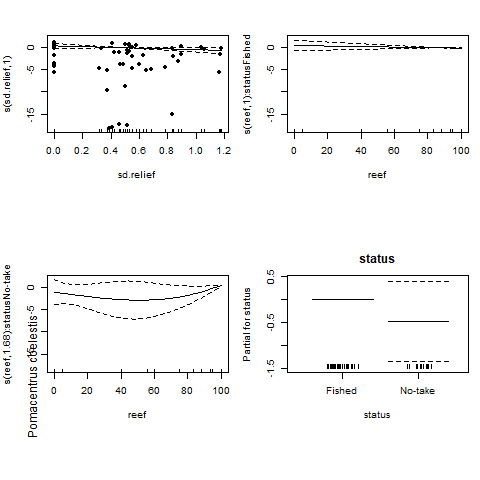 s(sd.relief,1)
0
-5
-15
0.0 0.2 0.4 0.6 0.8 1.0 1.2
sd.relief
s(reef,1):statusFished
0
-5
-15
0 20 40 60 80 100
reef
Pomacentrus coelestis
s(reef,1.68):statusNo-take
0
-5
0 20 40 60 80 100
reef
status
Partial for status
0.5
-0.5
-1.5
Fished No-take
status